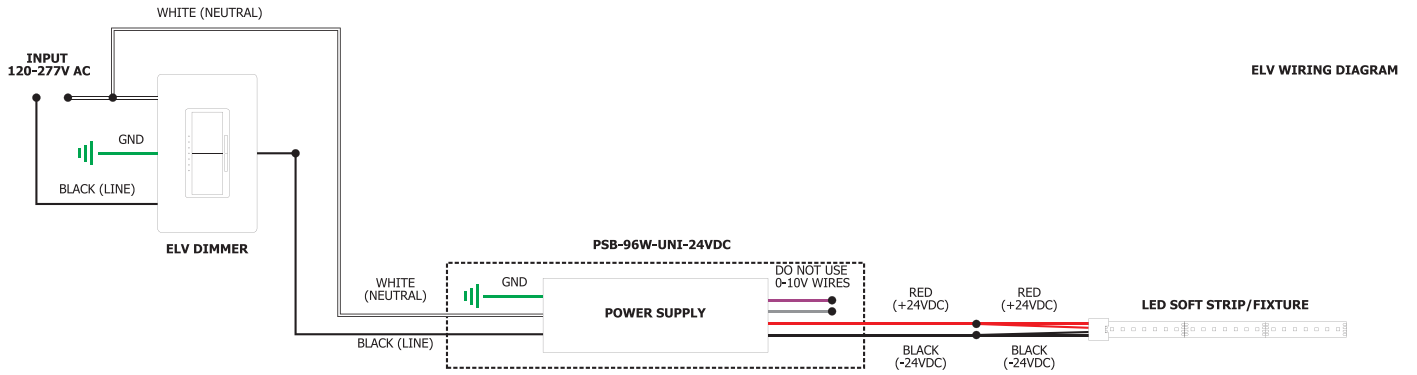 WHITE (NEUTRAL)
INPUT
120-277V AC
ELV WIRING DIAGRAM
GND
BLACK (LINE)
ELV DIMMER
PSB-96W-UNI-24VDC
DO NOT USE
0-10V WIRES
WHITE
(NEUTRAL)
GND
POWER SUPPLY
RED
(+24VDC)
RED
(+24VDC)
LED SOFT STRIP/FIXTURE
BLACK (LINE)
BLACK
(-24VDC)
BLACK
(-24VDC)